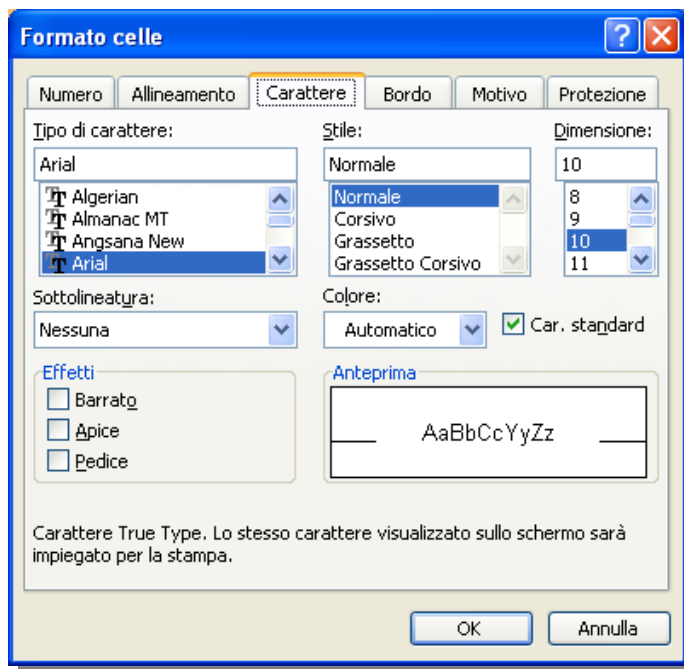 Formato celle
Numero Allineamento Carattere Bordo Motivo Protezione
Tipo di carattere: Stile: Dimensione:
Arial Normale 10
Algerian Normale 8
Almanac MT Corsivo 9
Angsana New Grassetto 10
Arial Grassetto Corsivo 11
Sottolineatura: Colore:
Nessuna Automatico Car. standard
Effetti Anteprima
Barrato
Apice AaBbCcYyZz
Pedice
Carattere True Type. Lo stesso carattere visualizzato sullo schermo sarà
impiegato per la stampa.
OK Annulla